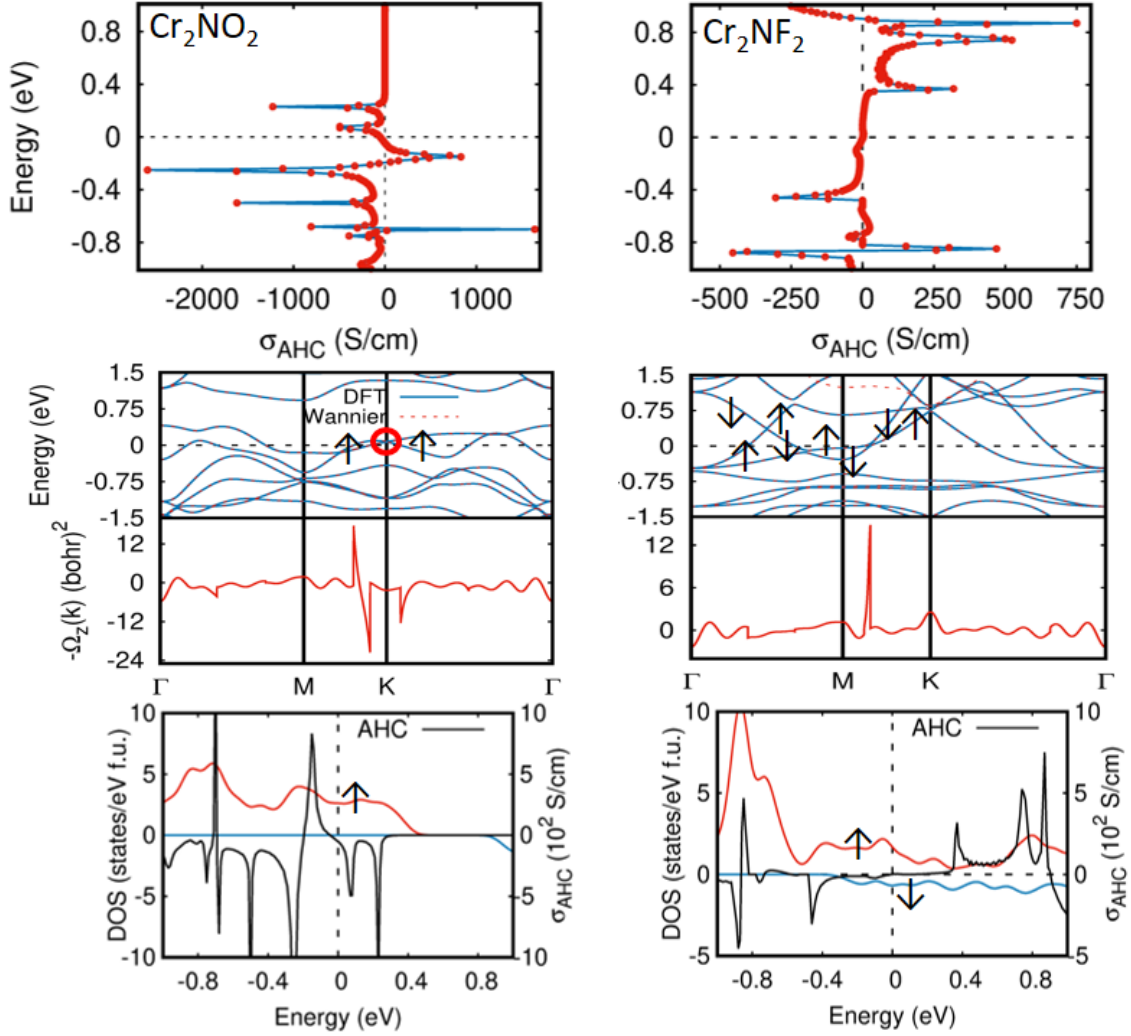 Cr2NO2
Energy (eV)
0.8
0.4
0
-0.4
-0.8
-2000 -1000 0 1000
σAHC (S/cm)
Cr2NF2
0.8
0.4
0
-0.4
-0.8
-500 -250 0 250 500 750
σAHC (S/cm)
Energy (eV)
1.5
0.75
0
-0.75
-1.5
DFT
Wannier
↑ ↑
-Ωz(k) (bohr)2
12
0
-12
-24
Γ M K Γ
1.5
0.75
0
-0.75
-1.5
↓ ↑ ↓ ↑
↑ ↓ ↑ ↓
12
6
0
Γ M K Γ
DOS (states/eV f.u.)
10
5
0
-5
-10
AHC
↑
10
5
0
-5
-10
σAHC (102 S/cm)
-0.8 -0.4 0 0.4 0.8
Energy (eV)
DOS (states/eV f.u.)
10
5
0
-5
AHC
↑
↓
10
5
0
-5
σAHC (102 S/cm)
-0.8 -0.4 0 0.4 0.8
Energy (eV)